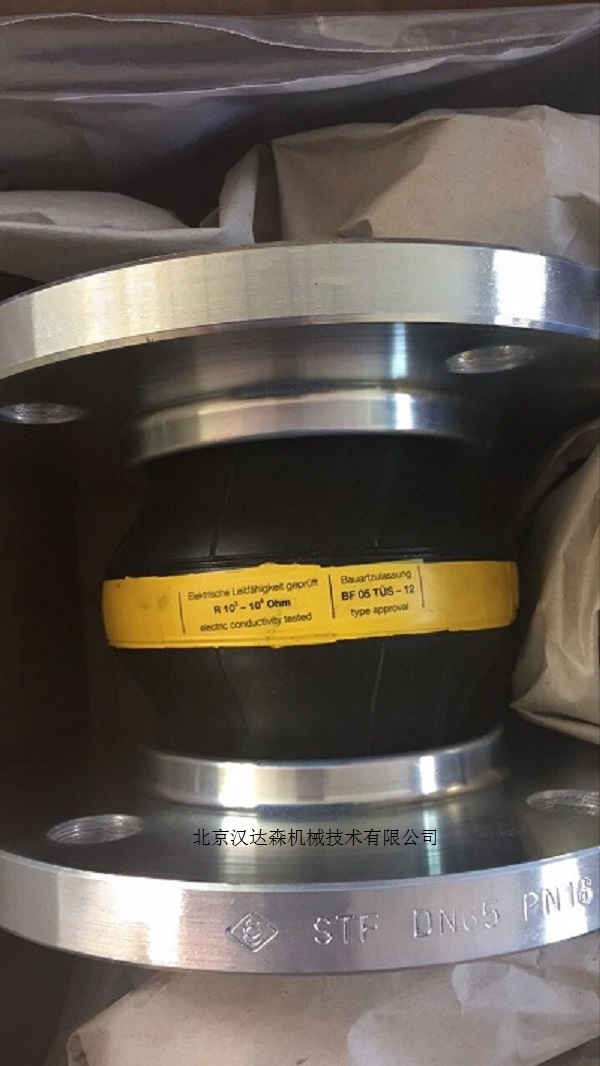 Elektrische Leitfähigkeit geprüft
R 10³ – 10⁶ Ohm
electric conductivity tested
Bauartzulassung
BF 05 TÜS – 12
type approval
北京汉达森机械技术有限公司
STF DN65 PN16